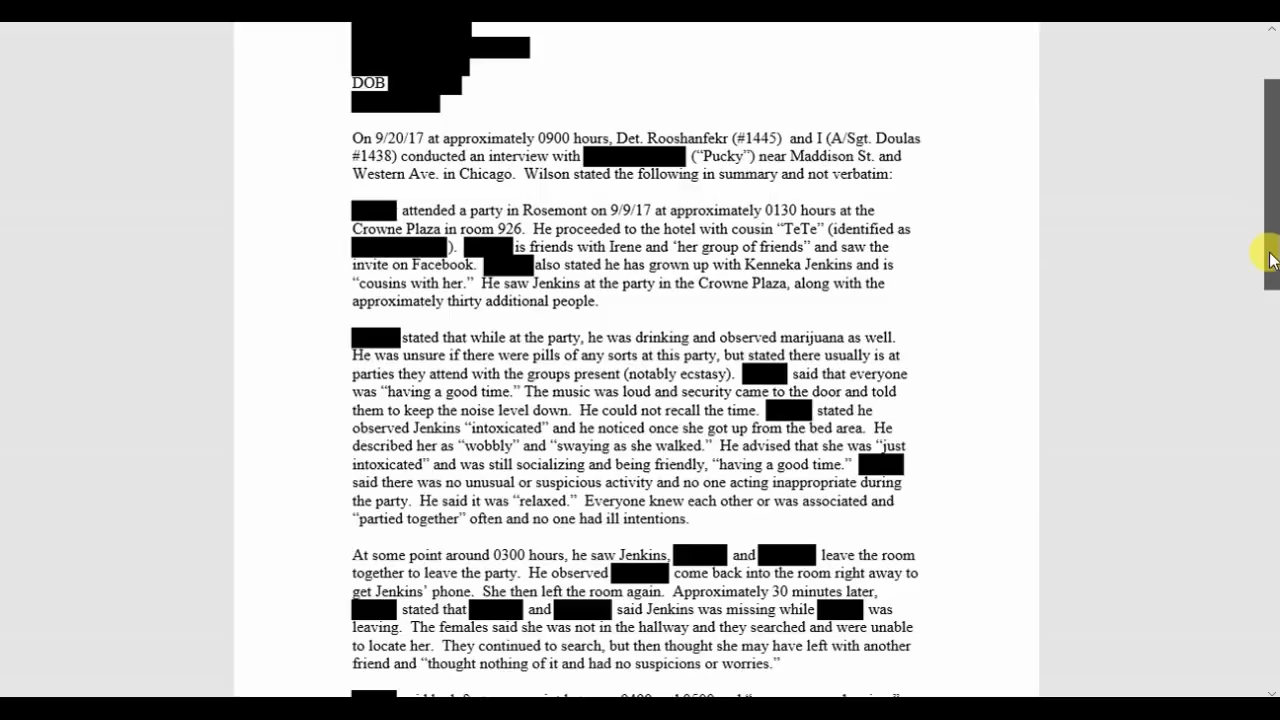 DOB
On 9/20/17 at approximately 0900 hours, Det. Rooshanfekr (#1445) and I (A/Sgt. Doulas
#1438) conducted an interview with (“Pucky”) near Maddison St. and
Western Ave. in Chicago. Wilson stated the following in summary and not verbatim:
attended a party in Rosemont on 9/9/17 at approximately 0130 hours at the
Crowne Plaza in room 926. He proceeded to the hotel with cousin “TeTe” (identified as
). is friends with Irene and ‘her group of friends” and saw the
invite on Facebook. also stated he has grown up with Kenneka Jenkins and is
“cousins with her.” He saw Jenkins at the party in the Crowne Plaza, along with the
approximately thirty additional people.
stated that while at the party, he was drinking and observed marijuana as well.
He was unsure if there were pills of any sorts at this party, but stated there usually is at
parties they attend with the groups present (notably ecstasy). said that everyone
was “having a good time.” The music was loud and security came to the door and told
them to keep the noise level down. He could not recall the time. stated he
observed Jenkins “intoxicated” and he noticed once she got up from the bed area. He
described her as “wobbly” and “swaying as she walked.” He advised that she was “just
intoxicated” and was still socializing and being friendly, “having a good time.”
said there was no unusual or suspicious activity and no one acting inappropriate during
the party. He said it was “relaxed.” Everyone knew each other or was associated and
“partied together” often and no one had ill intentions.
At some point around 0300 hours, he saw Jenkins, and leave the room
together to leave the party. He observed come back into the room right away to
get Jenkins’ phone. She then left the room again. Approximately 30 minutes later,
stated that and said Jenkins was missing while was
leaving. The females said she was not in the hallway and they searched and were unable
to locate her. They continued to search, but then thought she may have left with another
friend and “thought nothing of it and had no suspicions or worries.”